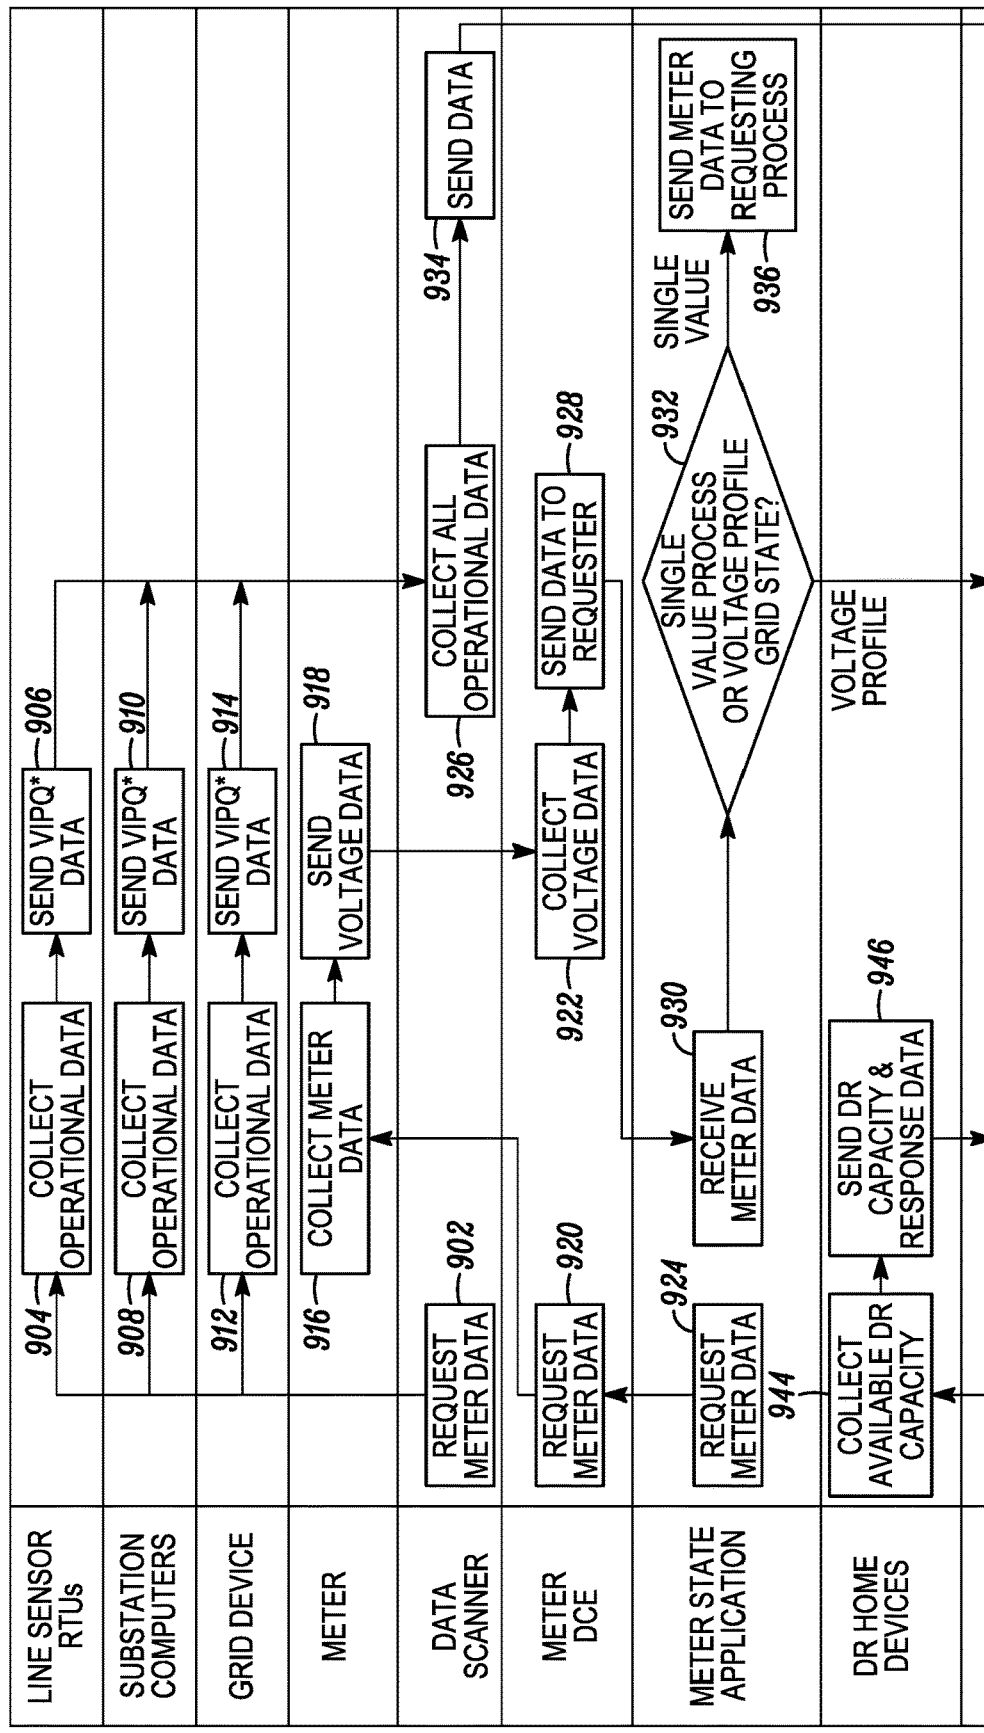 LINE SENSOR
RTUs
904
COLLECT
OPERATIONAL DATA
SEND VIPQ*
DATA
906
SUBSTATION
COMPUTERS
908
COLLECT
OPERATIONAL DATA
SEND VIPQ*
DATA
910
GRID DEVICE
912
COLLECT
OPERATIONAL DATA
SEND VIPQ*
DATA
914
METER
916
COLLECT METER
DATA
SEND
VOLTAGE DATA
918
DATA
SCANNER
REQUEST
METER DATA
902
926
COLLECT ALL
OPERATIONAL DATA
934
SEND DATA
METER
DCE
REQUEST
METER DATA
920
922
COLLECT
VOLTAGE DATA
SEND DATA TO
REQUESTER
928
METER STATE
APPLICATION
REQUEST
METER DATA
924
RECEIVE
METER DATA
930
SINGLE
VALUE PROCESS
OR VOLTAGE PROFILE
GRID STATE?
932
SINGLE
VALUE
SEND METER
DATA TO
REQUESTING
PROCESS
936
VOLTAGE
PROFILE
DR HOME
DEVICES
944
COLLECT
AVAILABLE DR
CAPACITY
SEND DR
CAPACITY &
RESPONSE DATA
946